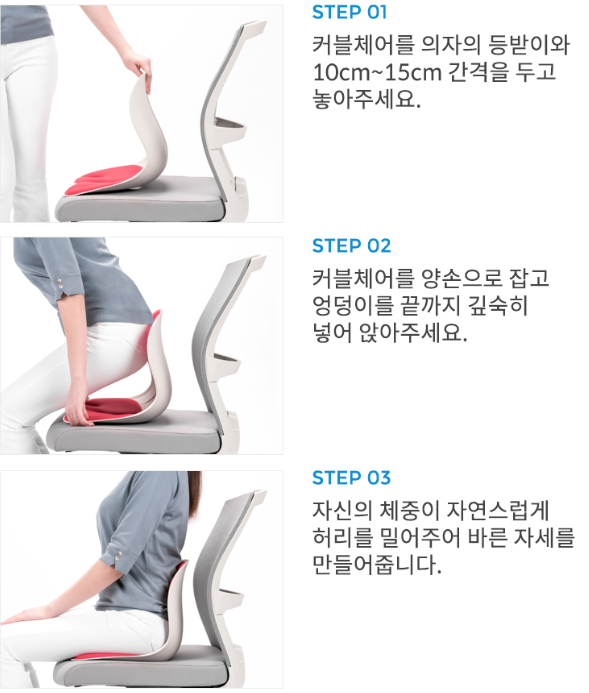 STEP 01
커블체어를 의자의 등받이와
10cm~15cm 간격을 두고
놓아주세요.
STEP 02
커블체어를 양손으로 잡고
엉덩이를 끝까지 깊숙히
넣어 앉아주세요.
STEP 03
자신의 체중이 자연스럽게
허리를 밀어주어 바른 자세를
만들어줍니다.